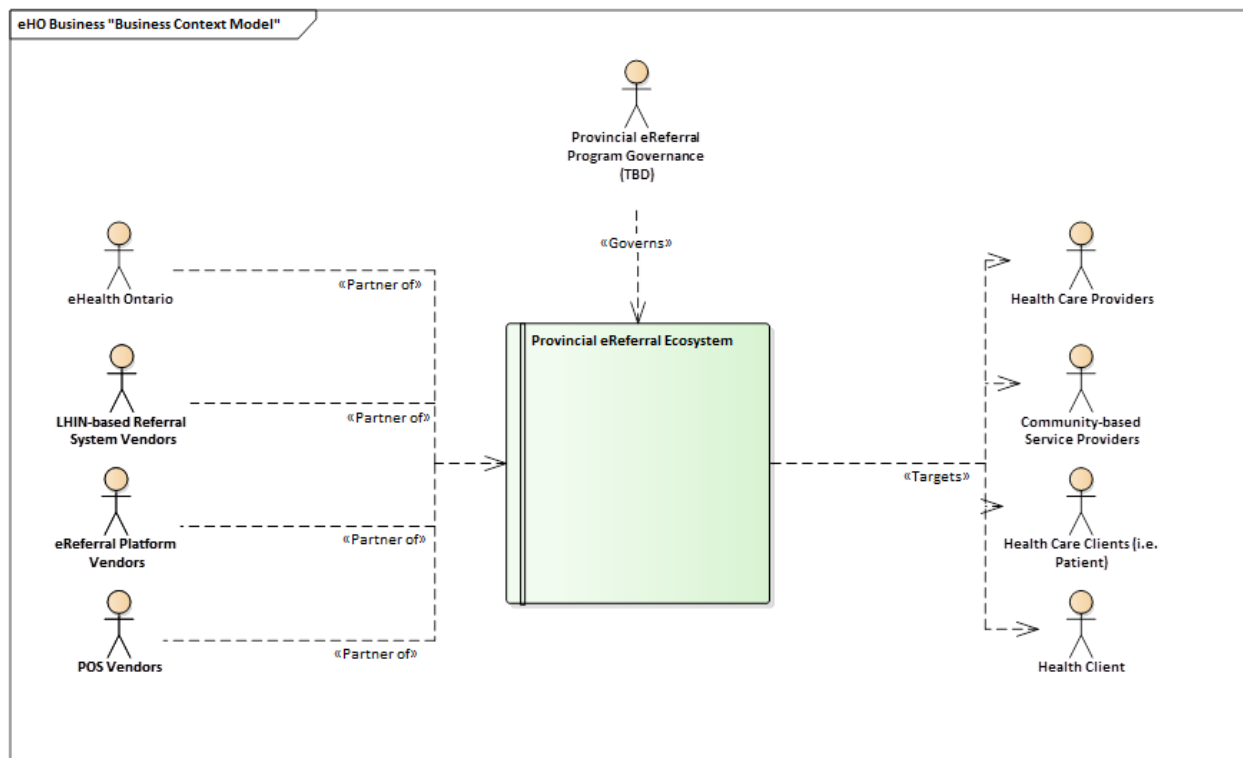 eHO Business "Business Context Model"
Provincial eReferral
Program Governance
(TBD)
«Governs»
eHealth Ontario
«Partner of»
LHIN-based Referral
System Vendors
«Partner of»
eReferral Platform
Vendors
«Partner of»
POS Vendors
«Partner of»
Provincial eReferral Ecosystem
«Targets»
Health Care Providers
Community-based
Service Providers
Health Care Clients (i.e.
Patient)
Health Client